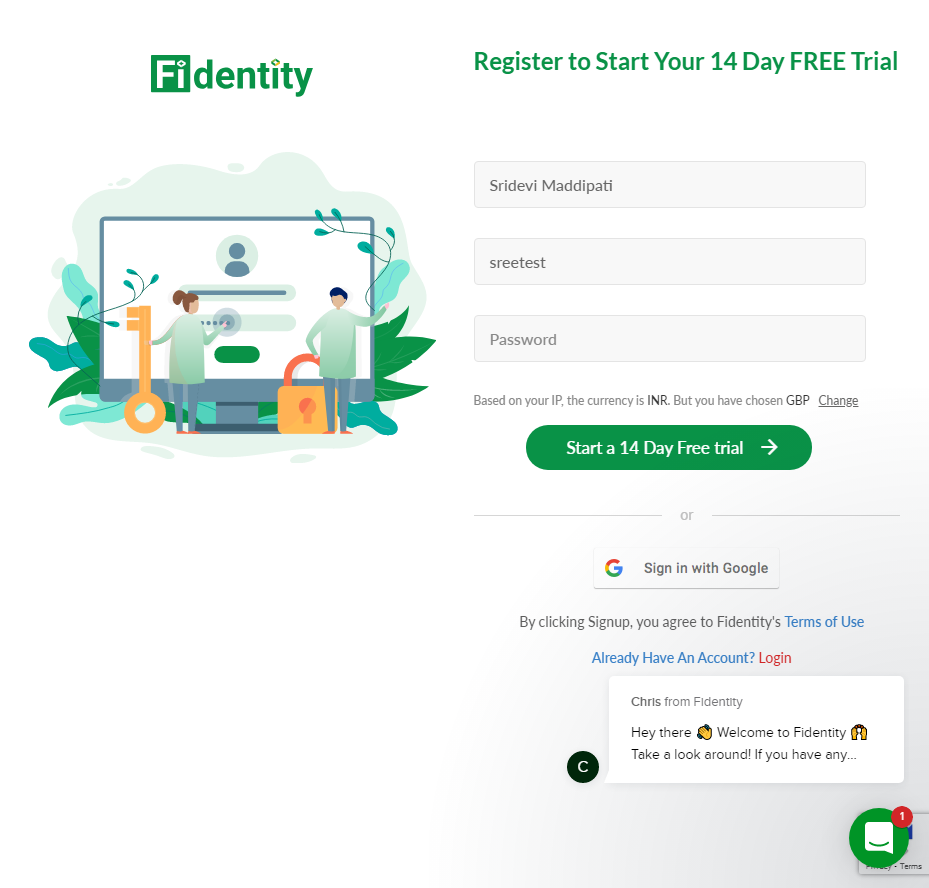 Fidentity
Register to Start Your 14 Day FREE Trial
Sridevi Maddipati
sreetest
Password
Based on your IP, the currency is INR. But you have chosen GBP Change
Start a 14 Day Free trial
or
Sign in with Google
By clicking Signup, you agree to Fidentity's Terms of Use
Already Have An Account? Login
Chris from Fidentity
Hey there 👏 Welcome to Fidentity 🙌
Take a look around! If you have any...
C
1
Privacy - Terms